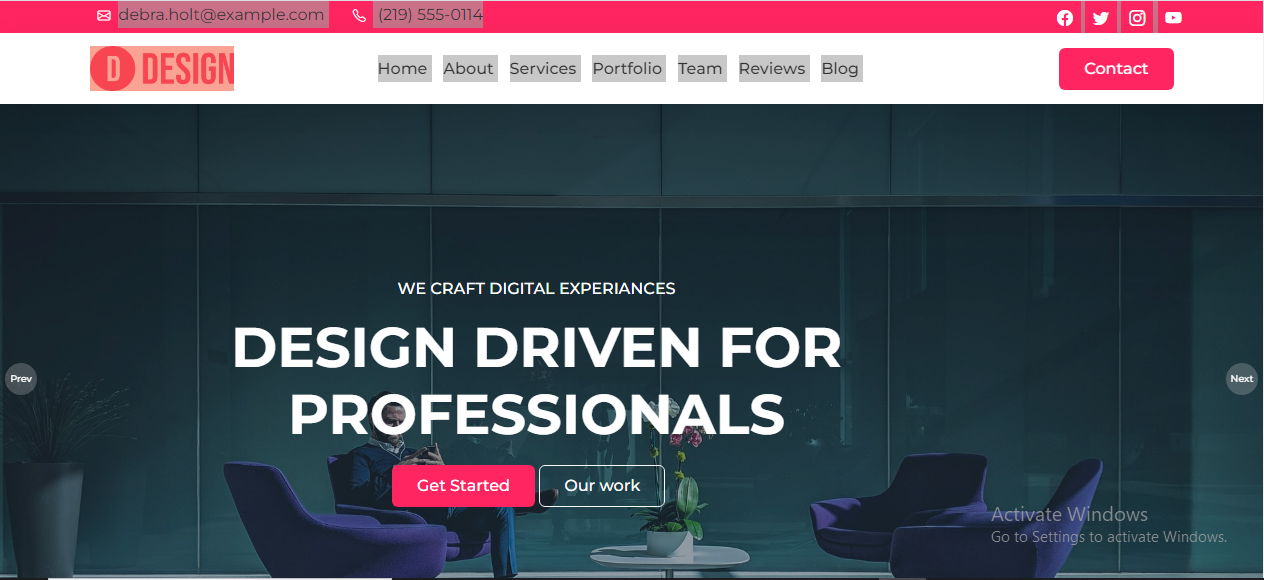 debra.holt@example.com (219) 555-0114
D DESIGN Home About Services Portfolio Team Reviews Blog Contact
WE CRAFT DIGITAL EXPERIANCES
DESIGN DRIVEN FOR
PROFESSIONALS
Prev Next
Get Started Our work
Activate Windows
Go to Settings to activate Windows.